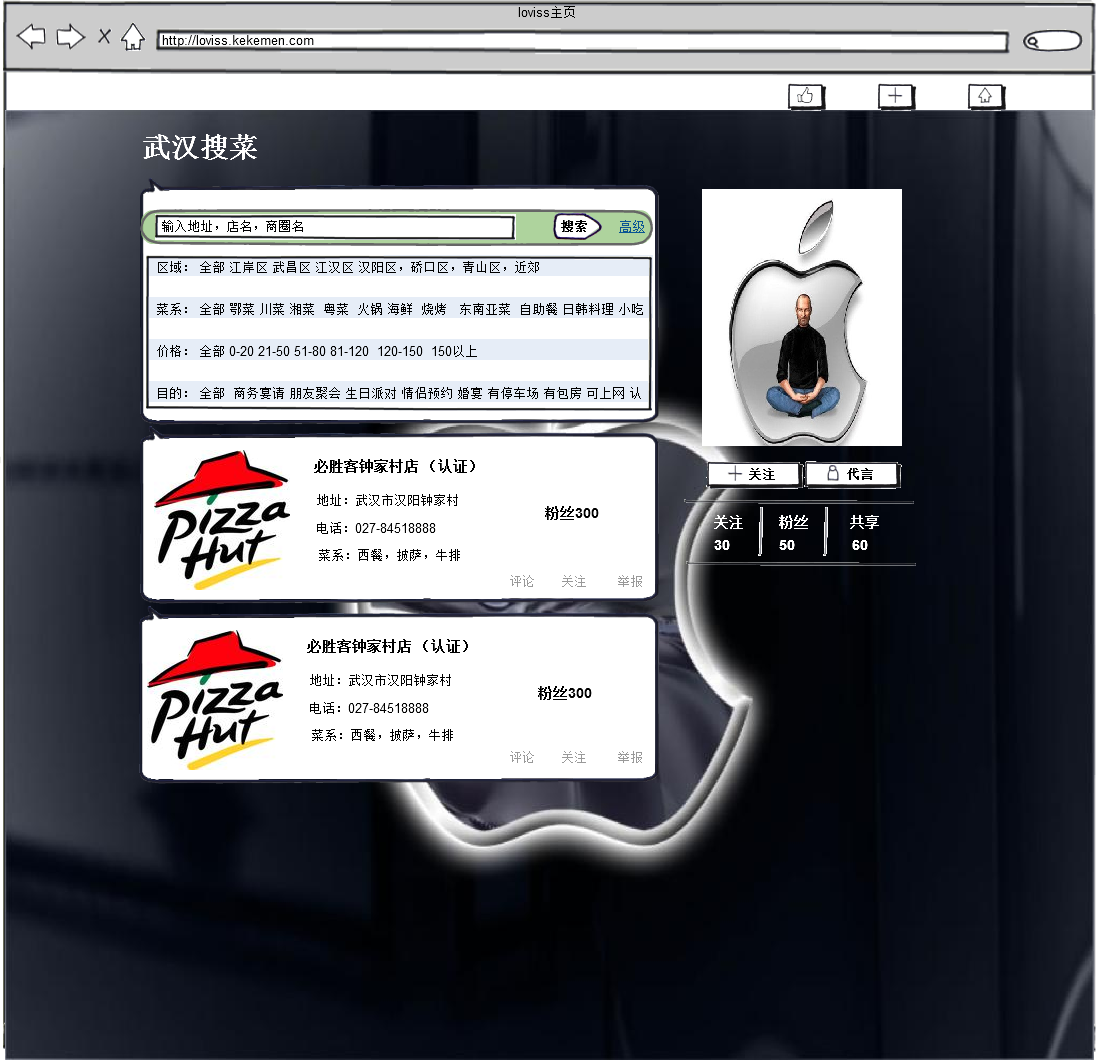 loviss主页
http://loviss.kekemen.com
武汉搜菜
输入地址，店名，商圈名 搜索 高级
区域： 全部 江岸区 武昌区 江汉区 汉阳区，硚口区，青山区，近郊
菜系： 全部 鄂菜 川菜 湘菜 粤菜 火锅 海鲜 烧烤 东南亚菜 自助餐 日韩料理 小吃
价格： 全部 0-20 21-50 51-80 81-120 120-150 150以上
目的： 全部 商务宴请 朋友聚会 生日派对 情侣预约 婚宴 有停车场 有包房 可上网 认
Pizza
Hut
必胜客钟家村店（认证）
地址：武汉市汉阳钟家村
电话：027-84518888
菜系：西餐，披萨，牛排
粉丝300
评论 关注 举报
Pizza
Hut
必胜客钟家村店（认证）
地址：武汉市汉阳钟家村
电话：027-84518888
菜系：西餐，披萨，牛排
粉丝300
评论 关注 举报
关注 代言
关注 粉丝 共享
30 50 60